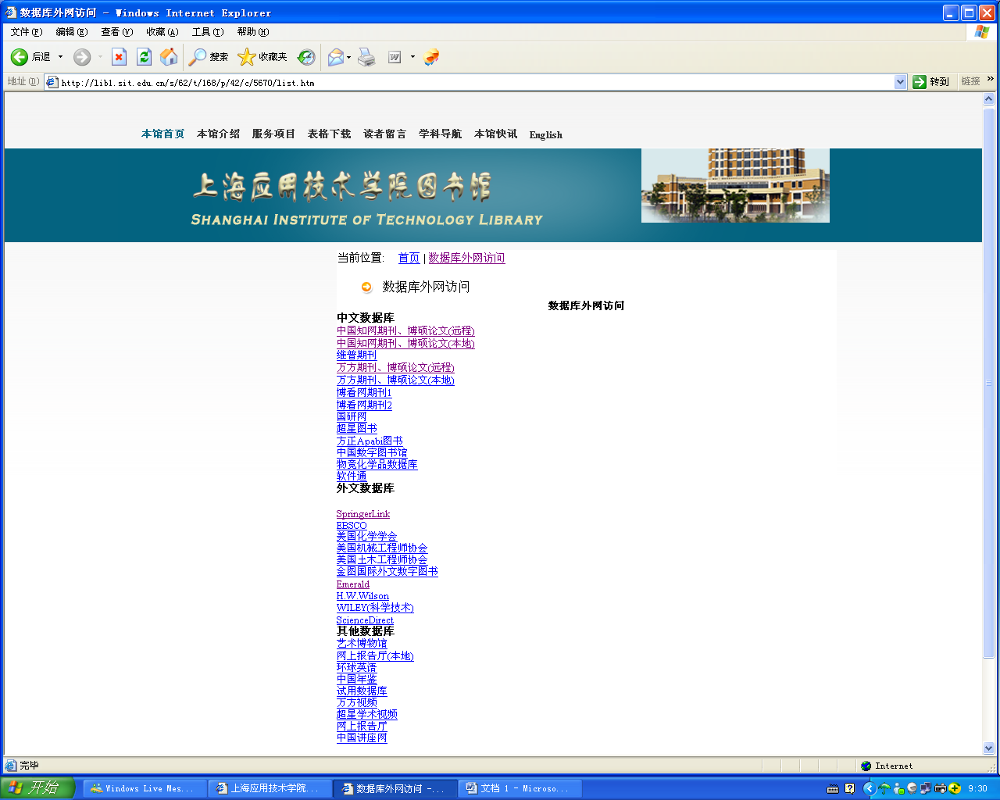 数据库外网访问 - Windows Internet Explorer
文件(F) 编辑(E) 查看(V) 收藏(A) 工具(T) 帮助(H)
后退 搜索 收藏夹
地址(D) http://lib1.sit.edu.cn/s/62/t/168/p/42/c/5670/list.htm 转到 链接 »
本馆首页 本馆介绍 服务项目 表格下载 读者留言 学科导航 本馆快讯 English
上海应用技术学院图书馆
SHANGHAI INSTITUTE OF TECHNOLOGY LIBRARY
当前位置: 首页 | 数据库外网访问
数据库外网访问
数据库外网访问
中文数据库
中国知网期刊、博硕论文(远程)
中国知网期刊、博硕论文(本地)
维普期刊
万方期刊、博硕论文(远程)
万方期刊、博硕论文(本地)
博看网期刊1
博看网期刊2
国研网
超星图书
方正Apabi图书
中国数字图书馆
物竞化学品数据库
软件通
外文数据库
SpringerLink
EBSCO
美国化学学会
美国机械工程师协会
美国土木工程师协会
金图国际外文数字图书
Emerald
H.W.Wilson
WILEY(科学技术)
ScienceDirect
其他数据库
艺术博物馆
网上报告厅(本地)
环球英语
中国年鉴
试用数据库
万方视频
超星学术视频
网上报告厅
中国讲座网
完毕 Internet
开始 Windows Live Mes... 上海应用技术学院... 数据库外网访问 -... 文档 1 - Microso... 9:30